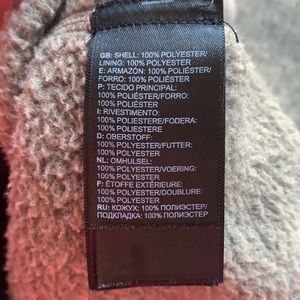 GB: SHELL: 100% POLYESTER/
LINING: 100% POLYESTER
E: ARMAZÓN: 100% POLIÉSTER/
FORRO: 100% POLIÉSTER
P: TECIDO PRINCIPAL:
100% POLIÉSTER/FORRO:
100% POLIÉSTER
I: RIVESTIMENTO:
100% POLIESTERE/FODERA:
100% POLIESTERE
D: OBERSTOFF:
100% POLYESTER/FUTTER:
100% POLYESTER
NL: OMHULSEL:
100% POLYESTER/VOERING:
100% POLYESTER
F: ÉTOFFE EXTÉRIEURE:
100% POLYESTER/DOUBLURE:
100% POLYESTER
RU: КОЖУХ: 100% ПОЛИЭСТЕР/
ПОДКЛАДКА: 100% ПОЛИЭСТЕР